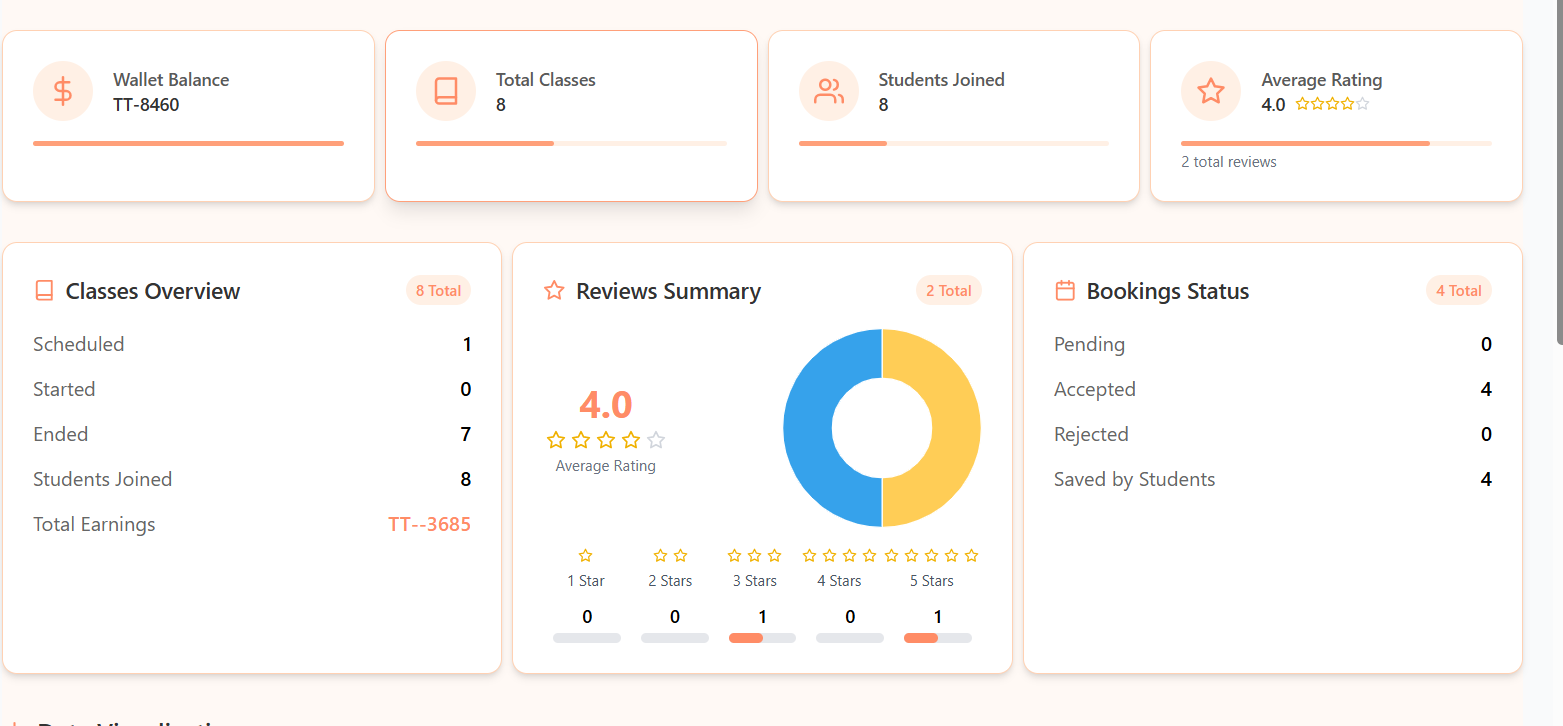 Wallet Balance
TT-8460
Total Classes
8
Students Joined
8
Average Rating
4.0
2 total reviews
Classes Overview
8 Total
Scheduled 1
Started 0
Ended 7
Students Joined 8
Total Earnings TT--3685
Reviews Summary
2 Total
4.0
Average Rating
1 Star 2 Stars 3 Stars 4 Stars 5 Stars
0 0 1 0 1
Bookings Status
4 Total
Pending 0
Accepted 4
Rejected 0
Saved by Students 4